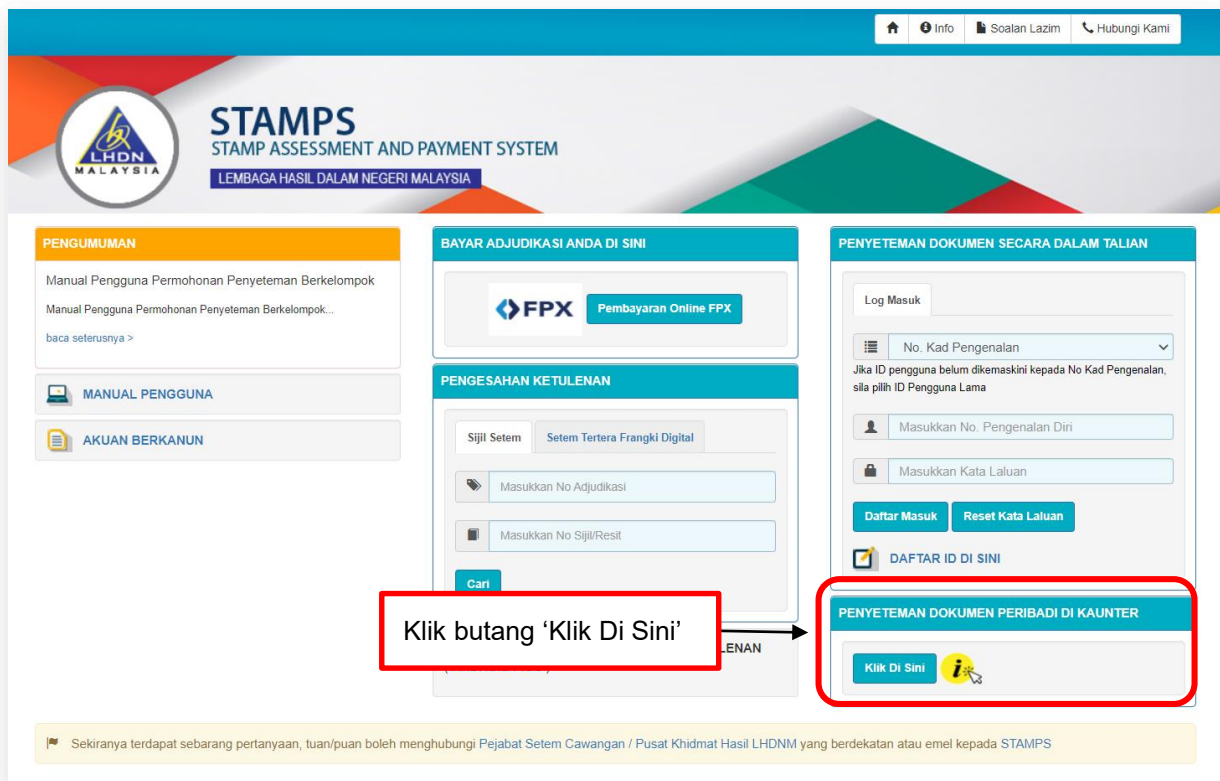 Info
Soalan Lazim
Hubungi Kami
LHDN
MALAYSIA
STAMPS
STAMP ASSESSMENT AND PAYMENT SYSTEM
LEMBAGA HASIL DALAM NEGERI MALAYSIA
PENGUMUMAN
Manual Pengguna Permohonan Penyeteman Berkelompok
Manual Pengguna Permohonan Penyeteman Berkelompok...
baca seterusnya >
MANUAL PENGGUNA
AKUAN BERKANUN
BAYAR ADJUDIKASI ANDA DI SINI
FPX
Pembayaran Online FPX
PENGESAHAN KETULENAN
Sijil Setem
Setem Tertera Frangki Digital
Masukkan No Adjudikasi
Masukkan No Sijil/Resit
Cari
LENAN
Klik butang ‘Klik Di Sini’
PENYETEMAN DOKUMEN SECARA DALAM TALIAN
Log Masuk
No. Kad Pengenalan
Jika ID pengguna belum dikemaskini kepada No Kad Pengenalan,
sila pilih ID Pengguna Lama
Masukkan No. Pengenalan Diri
Masukkan Kata Laluan
Daftar Masuk
Reset Kata Laluan
DAFTAR ID DI SINI
PENYETEMAN DOKUMEN PERIBADI DI KAUNTER
Klik Di Sini
i
Sekiranya terdapat sebarang pertanyaan, tuan/puan boleh menghubungi Pejabat Setem Cawangan / Pusat Khidmat Hasil LHDNM yang berdekatan atau emel kepada STAMPS